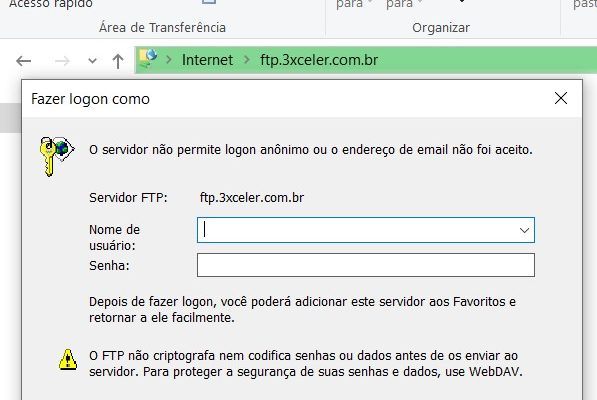 Acesso rápido
para para
Área de Transferência
Organizar
Internet ftp.3xceler.com.br
Fazer logon como
O servidor não permite logon anônimo ou o endereço de email não foi aceito.
Servidor FTP: ftp.3xceler.com.br
Nome de
usuário:
Senha:
Depois de fazer logon, você poderá adicionar este servidor aos Favoritos e
retornar a ele facilmente.
O FTP não criptografa nem codifica senhas ou dados antes de os enviar ao
servidor. Para proteger a segurança de suas senhas e dados, use WebDAV.